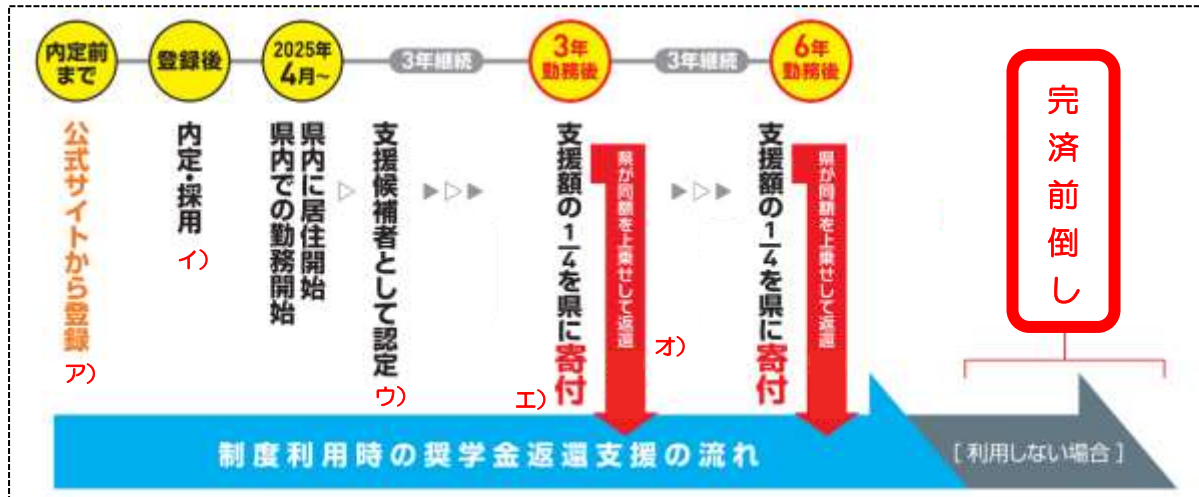 内定前
まで
登録後
2025年
4月~
3年継続
3年
勤務後
3年継続
6年
勤務後
公式サイトから登録
ア)
内定・採用
イ)
県内に居住開始
県内での勤務開始
支援候補者として認定
ウ)
支援額の1/4を県に寄付
エ)
県が同額を上乗せして返還
オ)
支援額の1/4を県に寄付
県が同額を上乗せして返還
完済前倒し
制度利用時の奨学金返還支援の流れ
[利用しない場合]